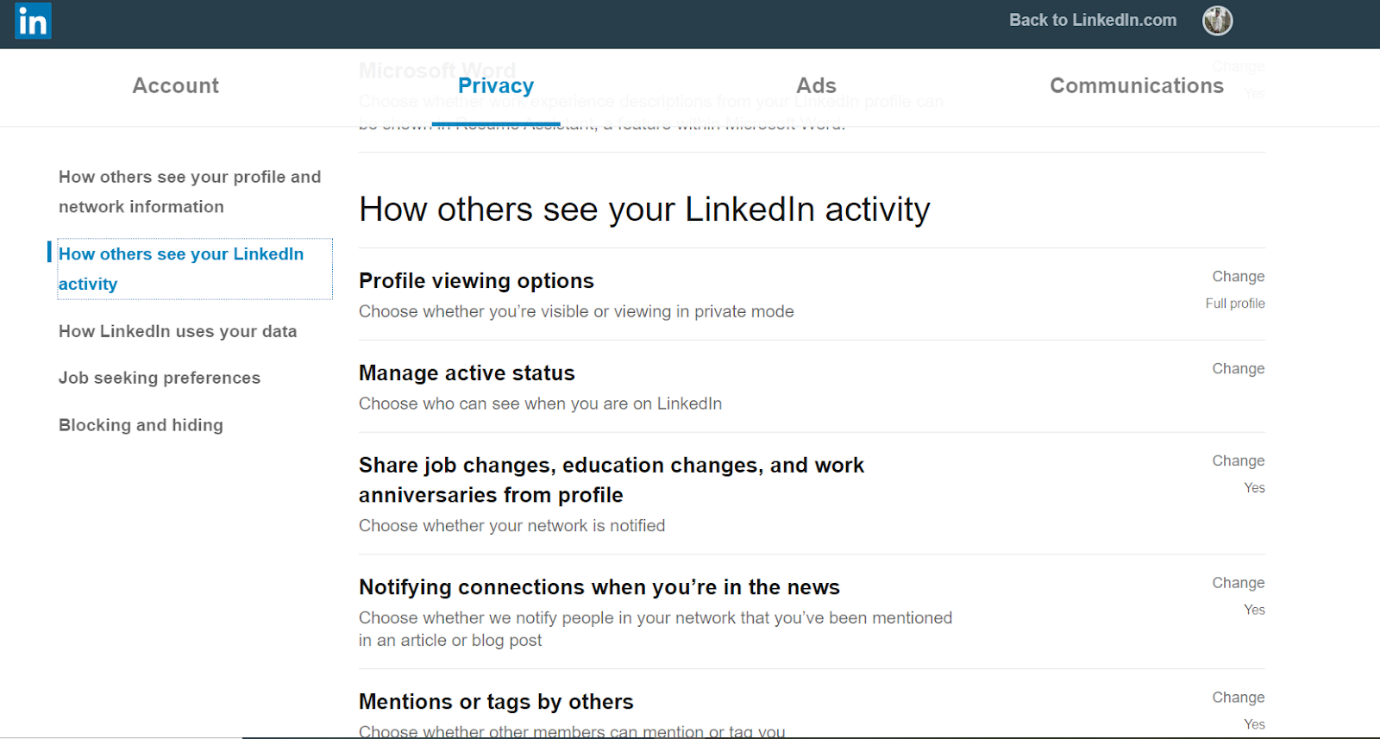 in
Back to LinkedIn.com
Account
Privacy
Ads
Communications
Microsoft Word
Change
Choose whether work experience descriptions from your LinkedIn profile can
Yes
be shown in Resume Assistant, a feature within Microsoft Word.
How others see your profile and
network information
How others see your LinkedIn
activity
How LinkedIn uses your data
Job seeking preferences
Blocking and hiding
How others see your LinkedIn activity
Profile viewing options
Change
Choose whether you’re visible or viewing in private mode
Full profile
Manage active status
Change
Choose who can see when you are on LinkedIn
Share job changes, education changes, and work
anniversaries from profile
Change
Yes
Choose whether your network is notified
Notifying connections when you’re in the news
Change
Choose whether we notify people in your network that you’ve been mentioned
in an article or blog post
Yes
Mentions or tags by others
Change
Choose whether other members can mention or tag you
Yes